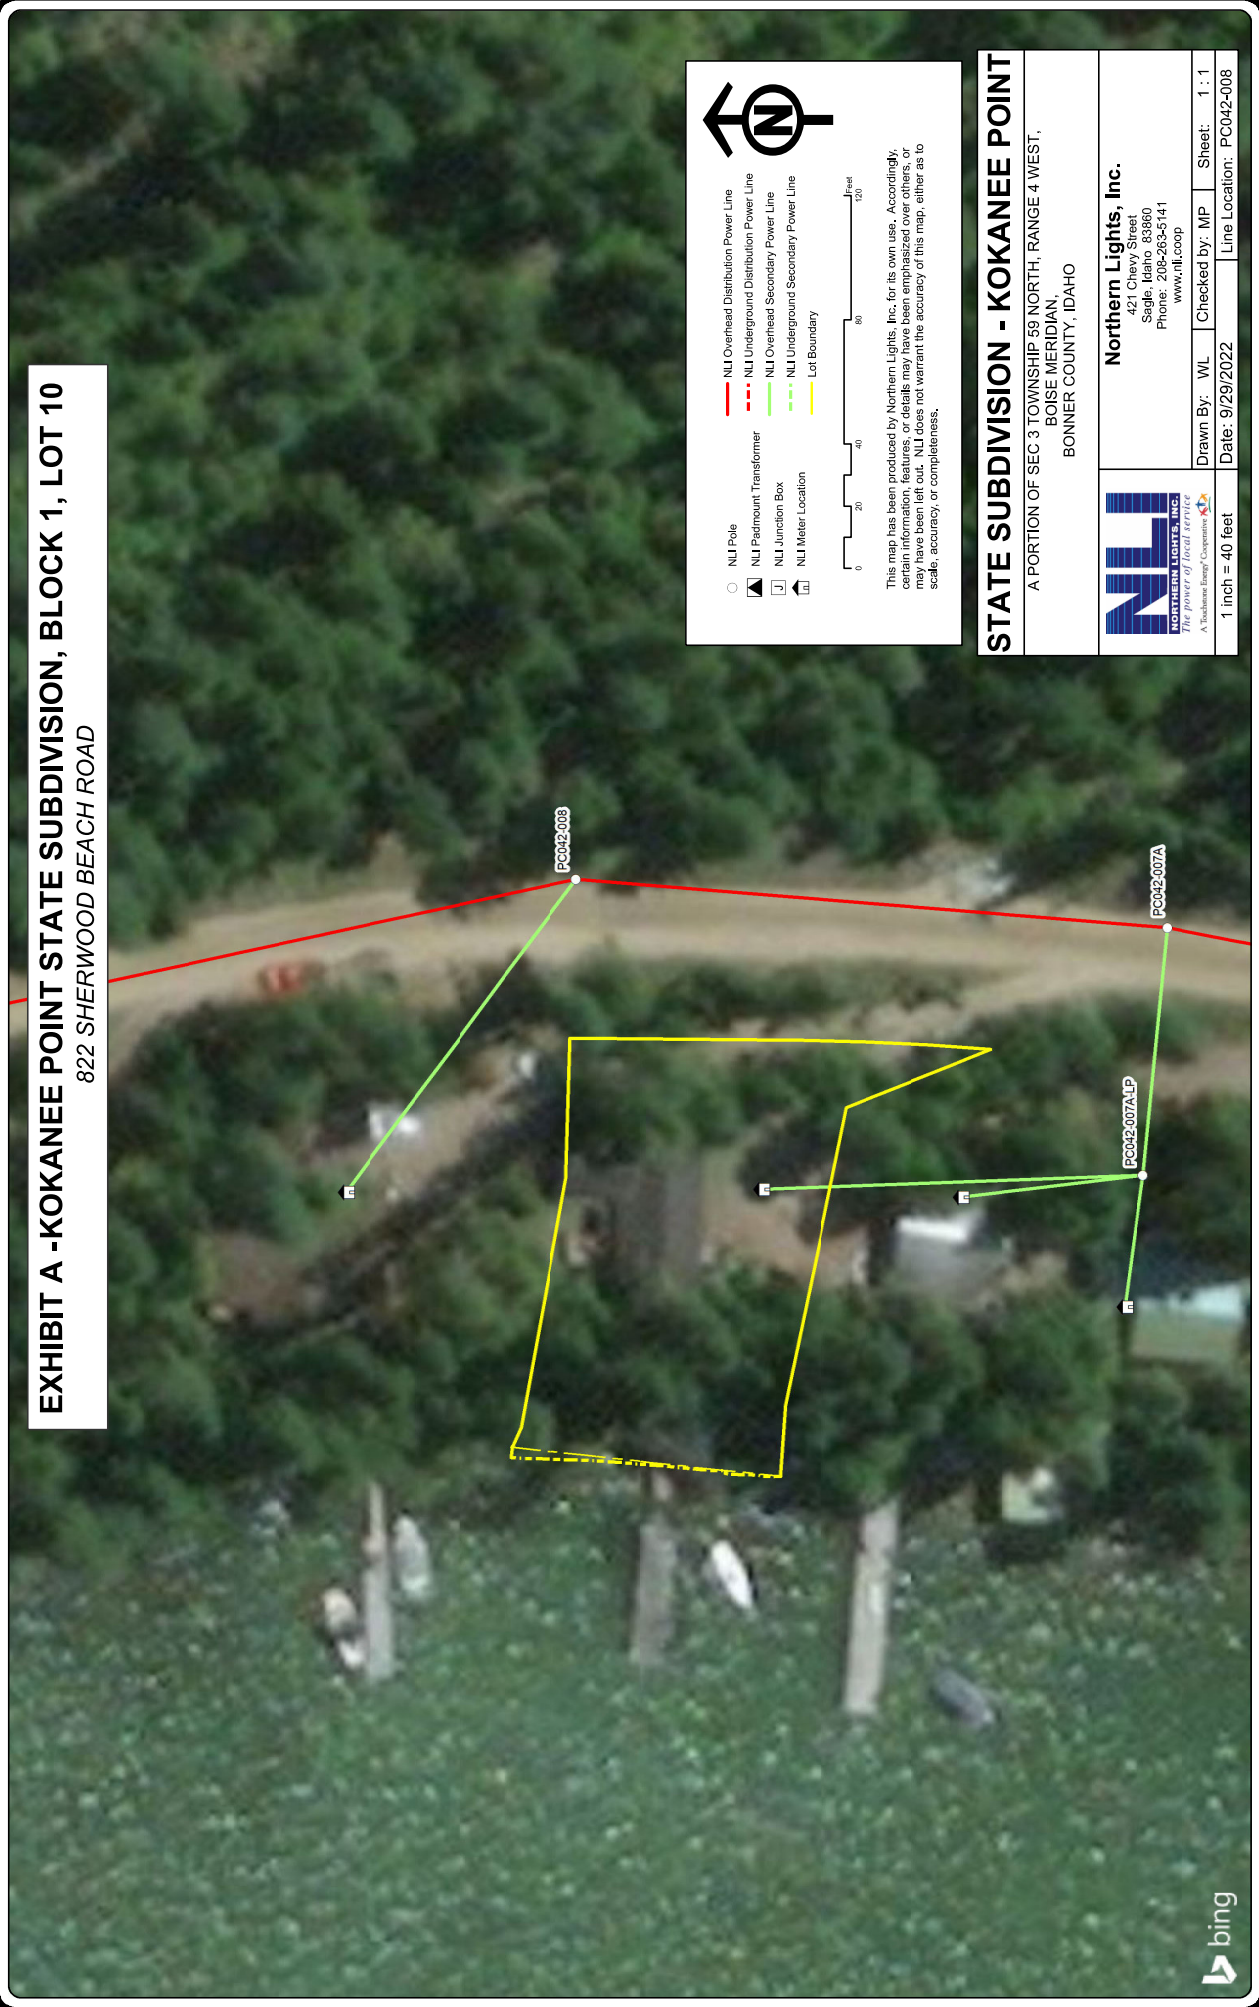 EXHIBIT A -KOKANEE POINT STATE SUBDIVISION, BLOCK 1, LOT 10
822 SHERWOOD BEACH ROAD
PC042-008
PC042-007A
PC042-007A-LP
NLI Pole
NLI Padmount Transformer
J
NLI Junction Box
NLI Meter Location
NLI Overhead Distribution Power Line
NLI Underground Distribution Power Line
NLI Overhead Secondary Power Line
NLI Underground Secondary Power Line
Lot Boundary
N
0 20 40 80 120
Feet
This map has been produced by Northern Lights, Inc. for its own use. Accordingly,
certain information, features, or details may have been emphasized over others, or
may have been left out. NLI does not warrant the accuracy of this map, either as to
scale, accuracy, or completeness.
STATE SUBDIVISION - KOKANEE POINT
A PORTION OF SEC 3 TOWNSHIP 59 NORTH, RANGE 4 WEST,
BOISE MERIDIAN,
BONNER COUNTY, IDAHO
NLI
NORTHERN LIGHTS, INC.
The power of local service
A Touchstone Energy® Cooperative
Northern Lights, Inc.
421 Chevy Street
Sagle, Idaho 83860
Phone: 208-263-5141
www.nli.coop
Drawn By: WL
Checked by: MP
Sheet: 1 : 1
1 inch = 40 feet
Date: 9/29/2022
Line Location: PC042-008
bing